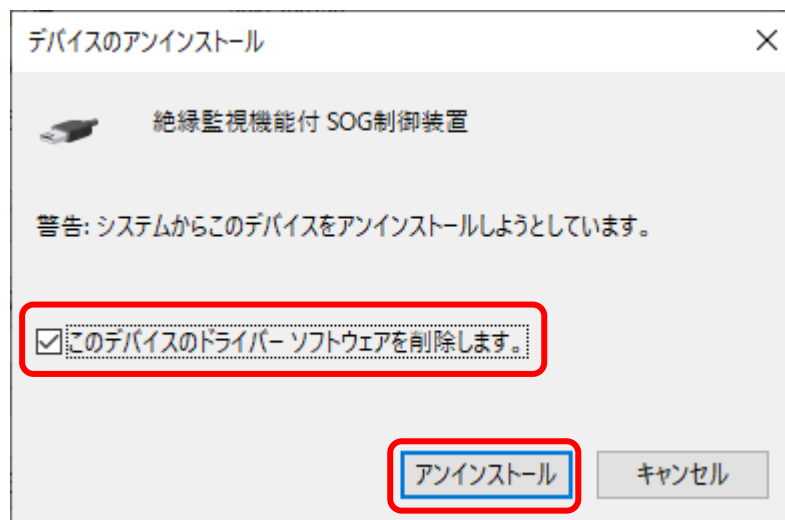 デバイスのアンインストール
絶縁監視機能付 SOG制御装置
警告: システムからこのデバイスをアンインストールしようとしています。
このデバイスのドライバー ソフトウェアを削除します。
アンインストール
キャンセル